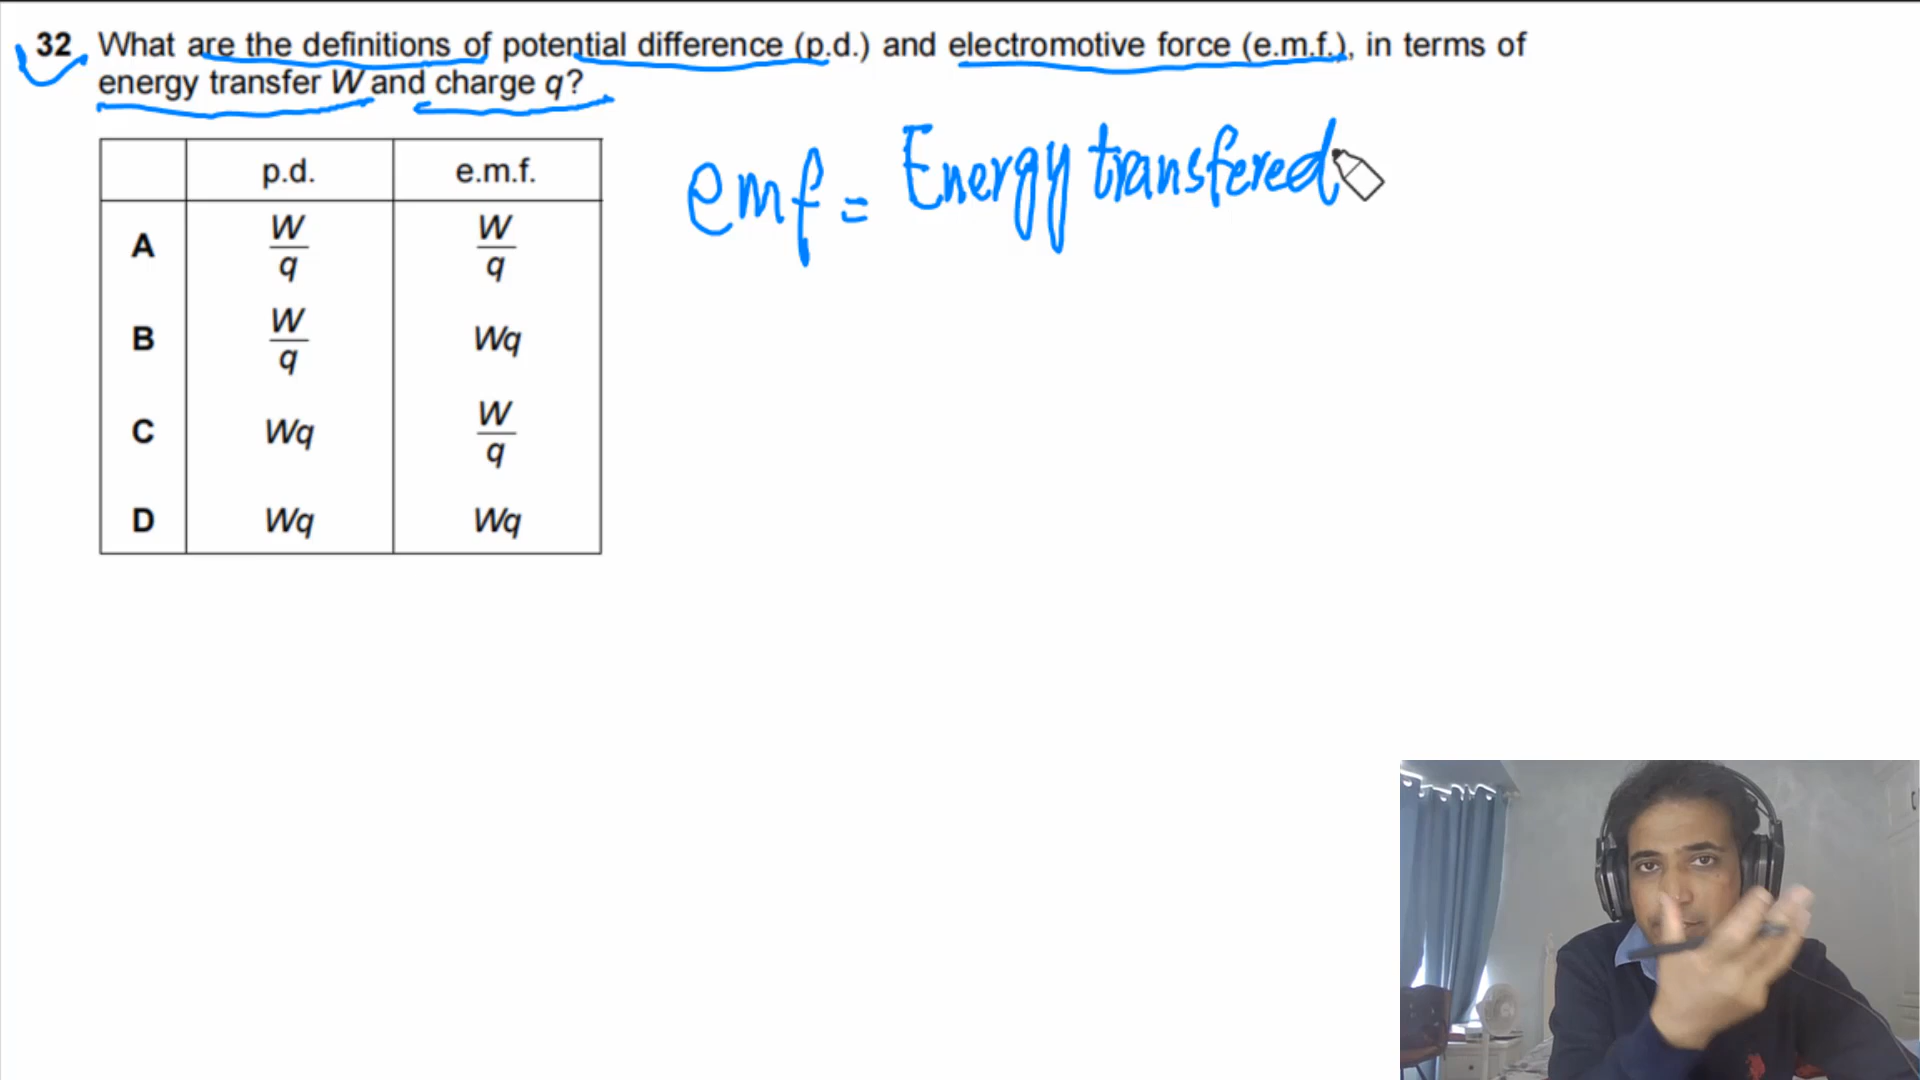 32 What are the definitions of potential difference (p.d.) and electromotive force (e.m.f.), in terms of
energy transfer W and charge q?
p.d. e.m.f.
A W/q W/q
B W/q Wq
C Wq W/q
D Wq Wq
emf = Energy transfered